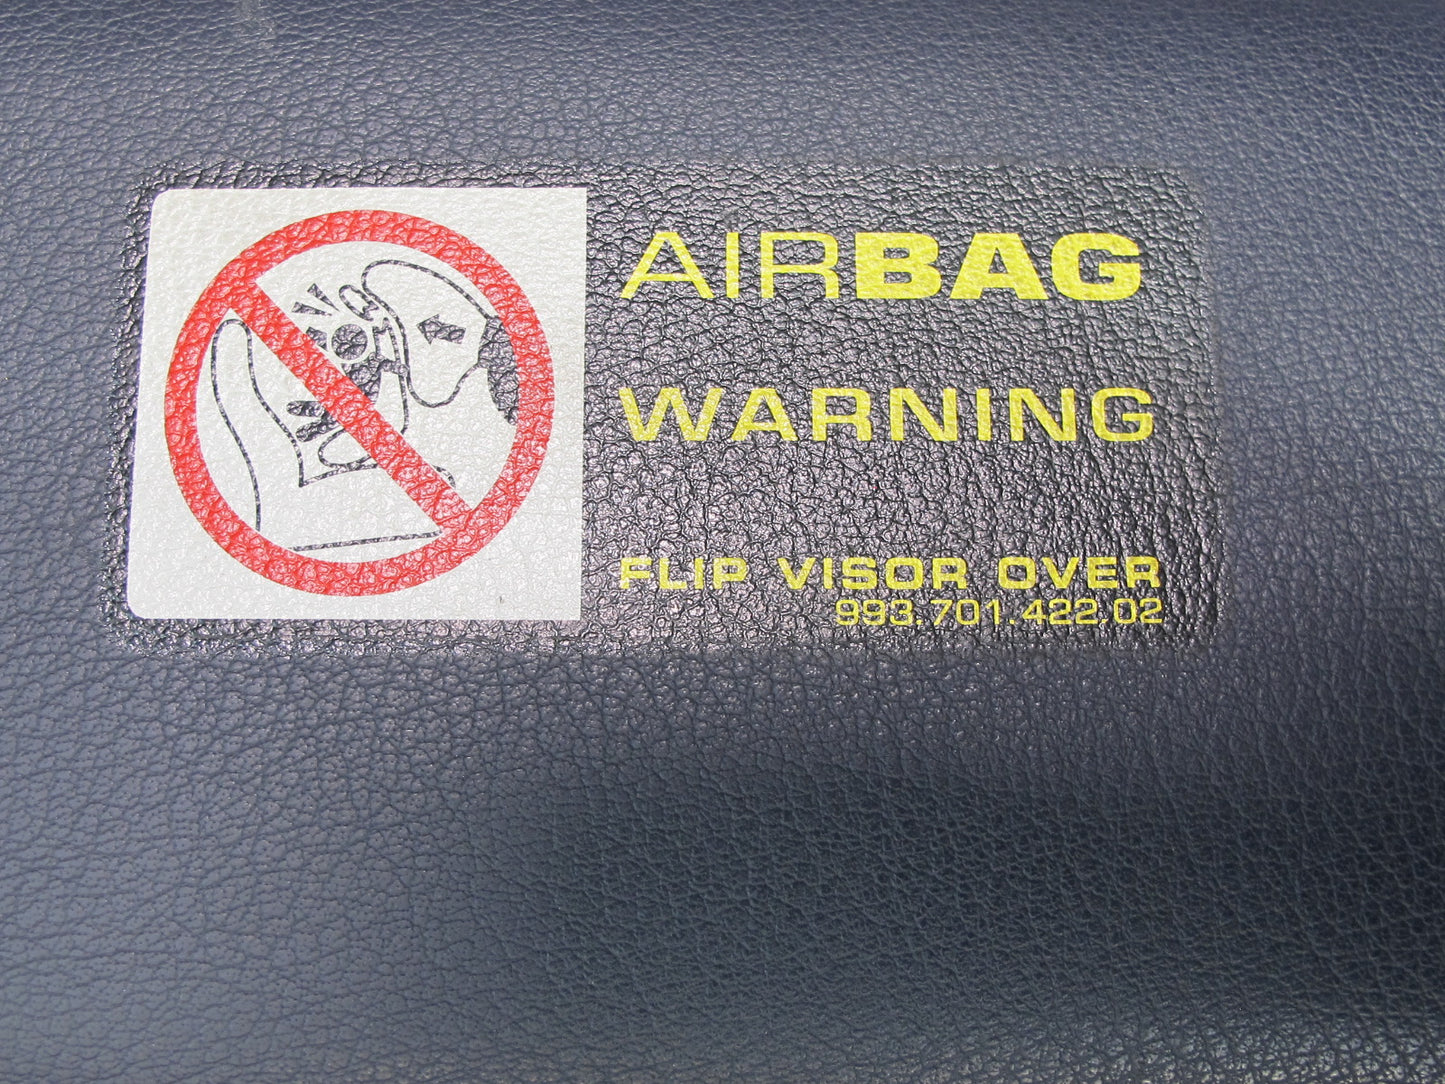 AIRBAG
WARNING
FLIP VISOR OVER
993.701.422.02